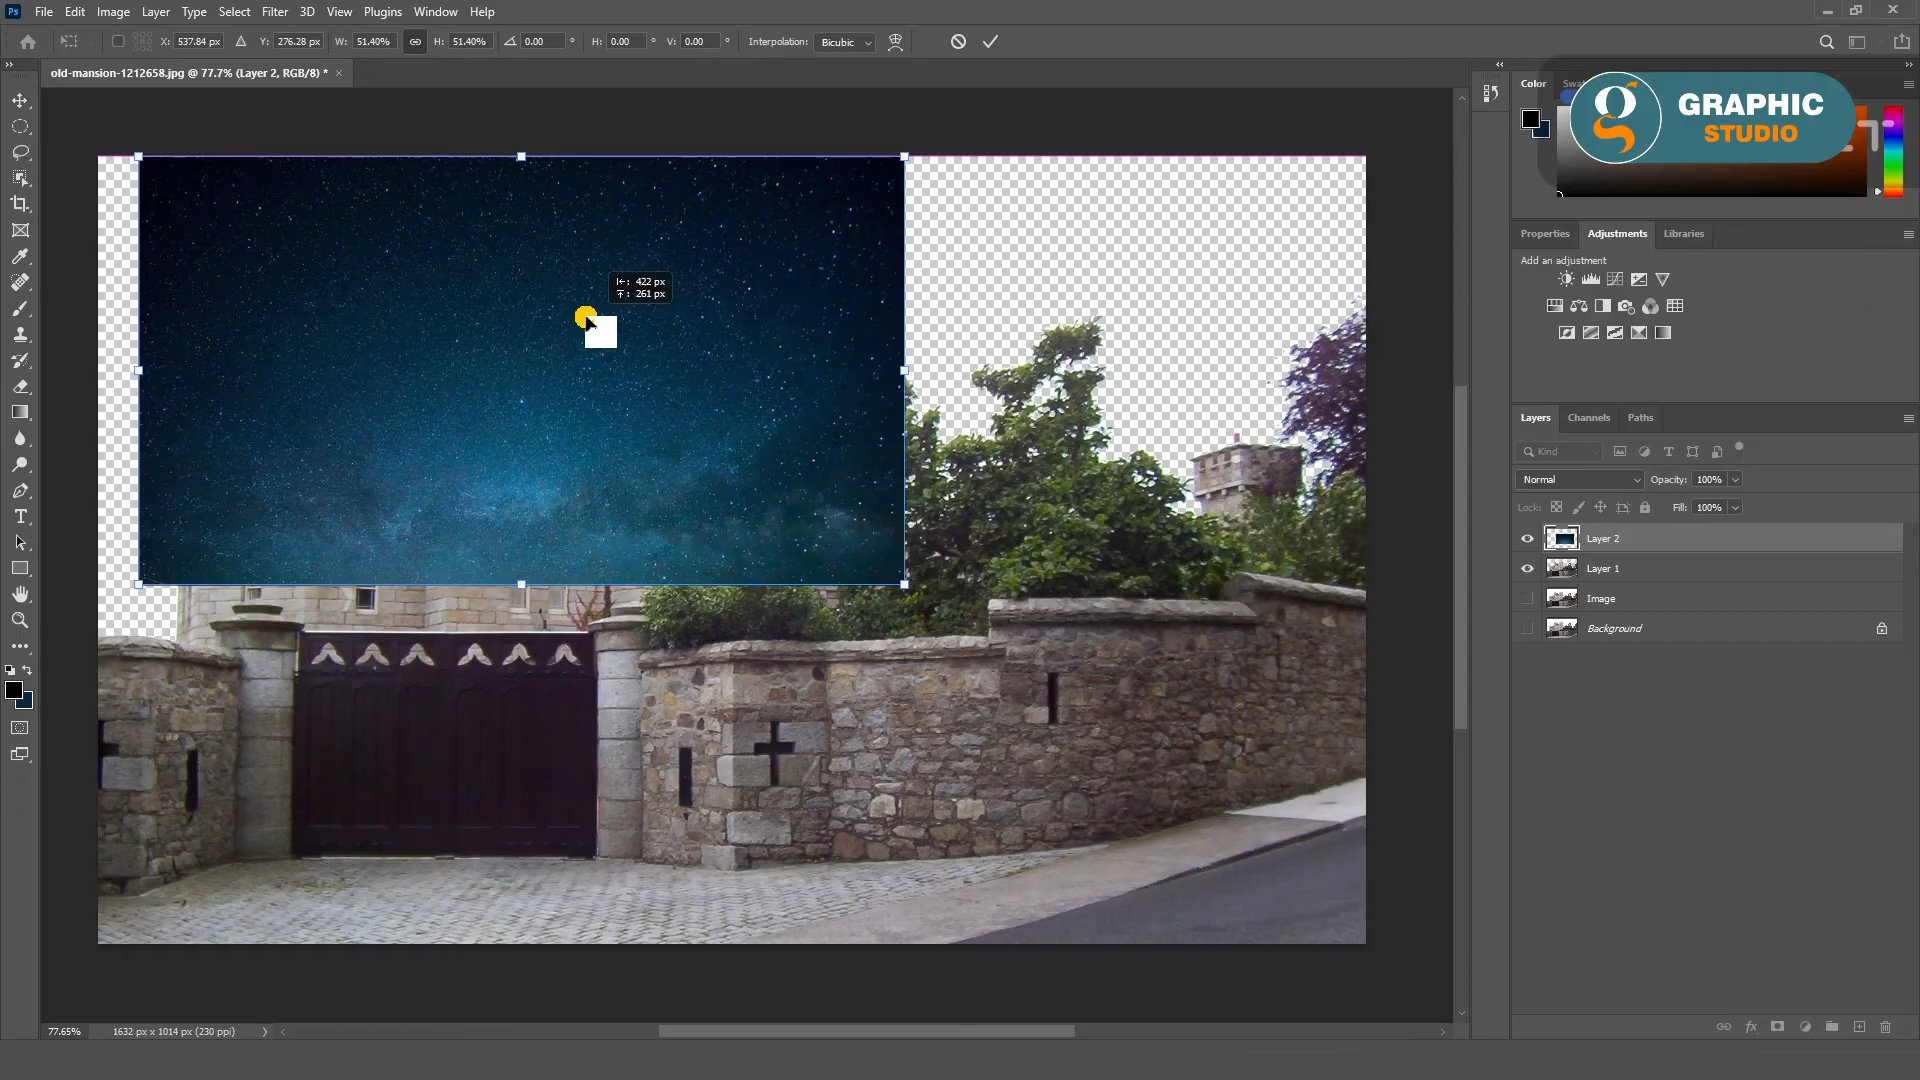 Ps File Edit Image Layer Type Select Filter 3D View Plugins Window Help
X: 537.84 px Y: 276.28 px W: 51.40% H: 51.40% 0.00 ° H: 0.00 ° V: 0.00 ° Interpolation: Bicubic
old-mansion-1212658.jpg @ 77.7% (Layer 2, RGB/8) * ×
Color
GRAPHIC
STUDIO
Properties Adjustments Libraries
Add an adjustment
: 422 px
: 261 px
Layers Channels Paths
Kind
Normal Opacity: 100%
Lock: Fill: 100%
Layer 2
Layer 1
Image
Background
77.65% 1632 px x 1014 px (230 ppi)